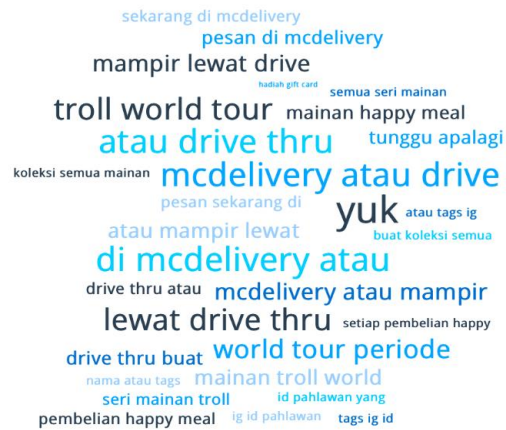 sekarang di mcdelivery
pesan di mcdelivery
mampir lewat drive
hadiah gift card
semua seri mainan
troll world tour mainan happy meal
atau drive thru tunggu apalagi
koleksi semua mainan mcdelivery atau drive
pesan sekarang di
yuk atau tags ig
atau mampir lewat
buat koleksi semua
di mcdelivery atau
drive thru atau mcdelivery atau mampir
lewat drive thru setiap pembelian happy
drive thru buat world tour periode
nama atau tags mainan troll world
seri mainan troll id pahlawan yang
pembelian happy meal ig id pahlawan tags ig id